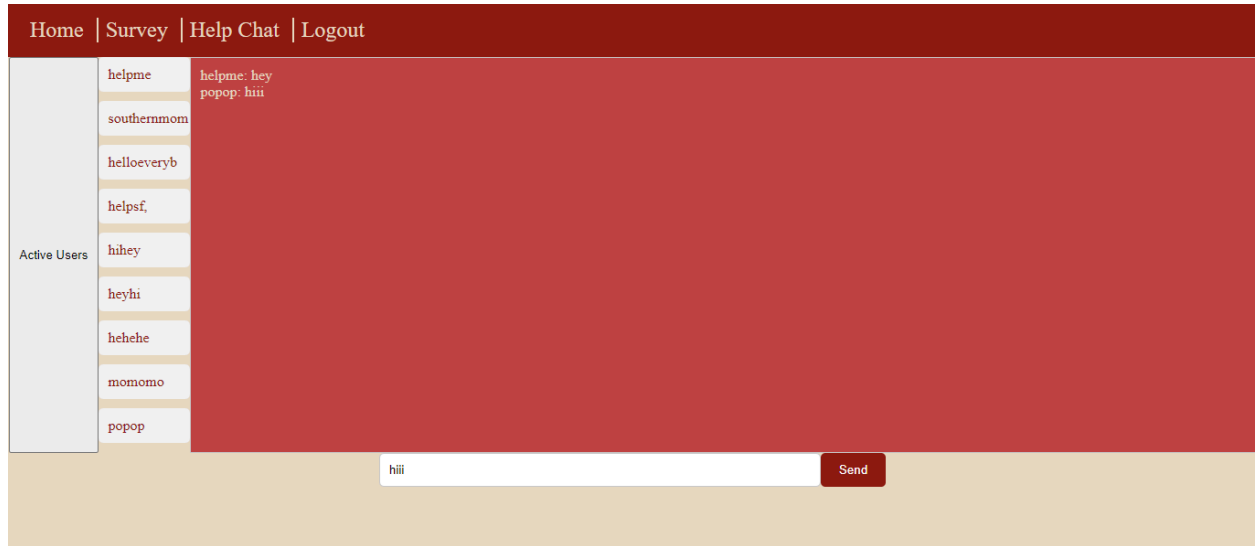 Home | Survey | Help Chat | Logout
Active Users
helpme
southernmom
helloeveryb
helpsf,
hihey
heyhi
hehehe
momomo
popop
helpme: hey
popop: hiii
hiii
Send